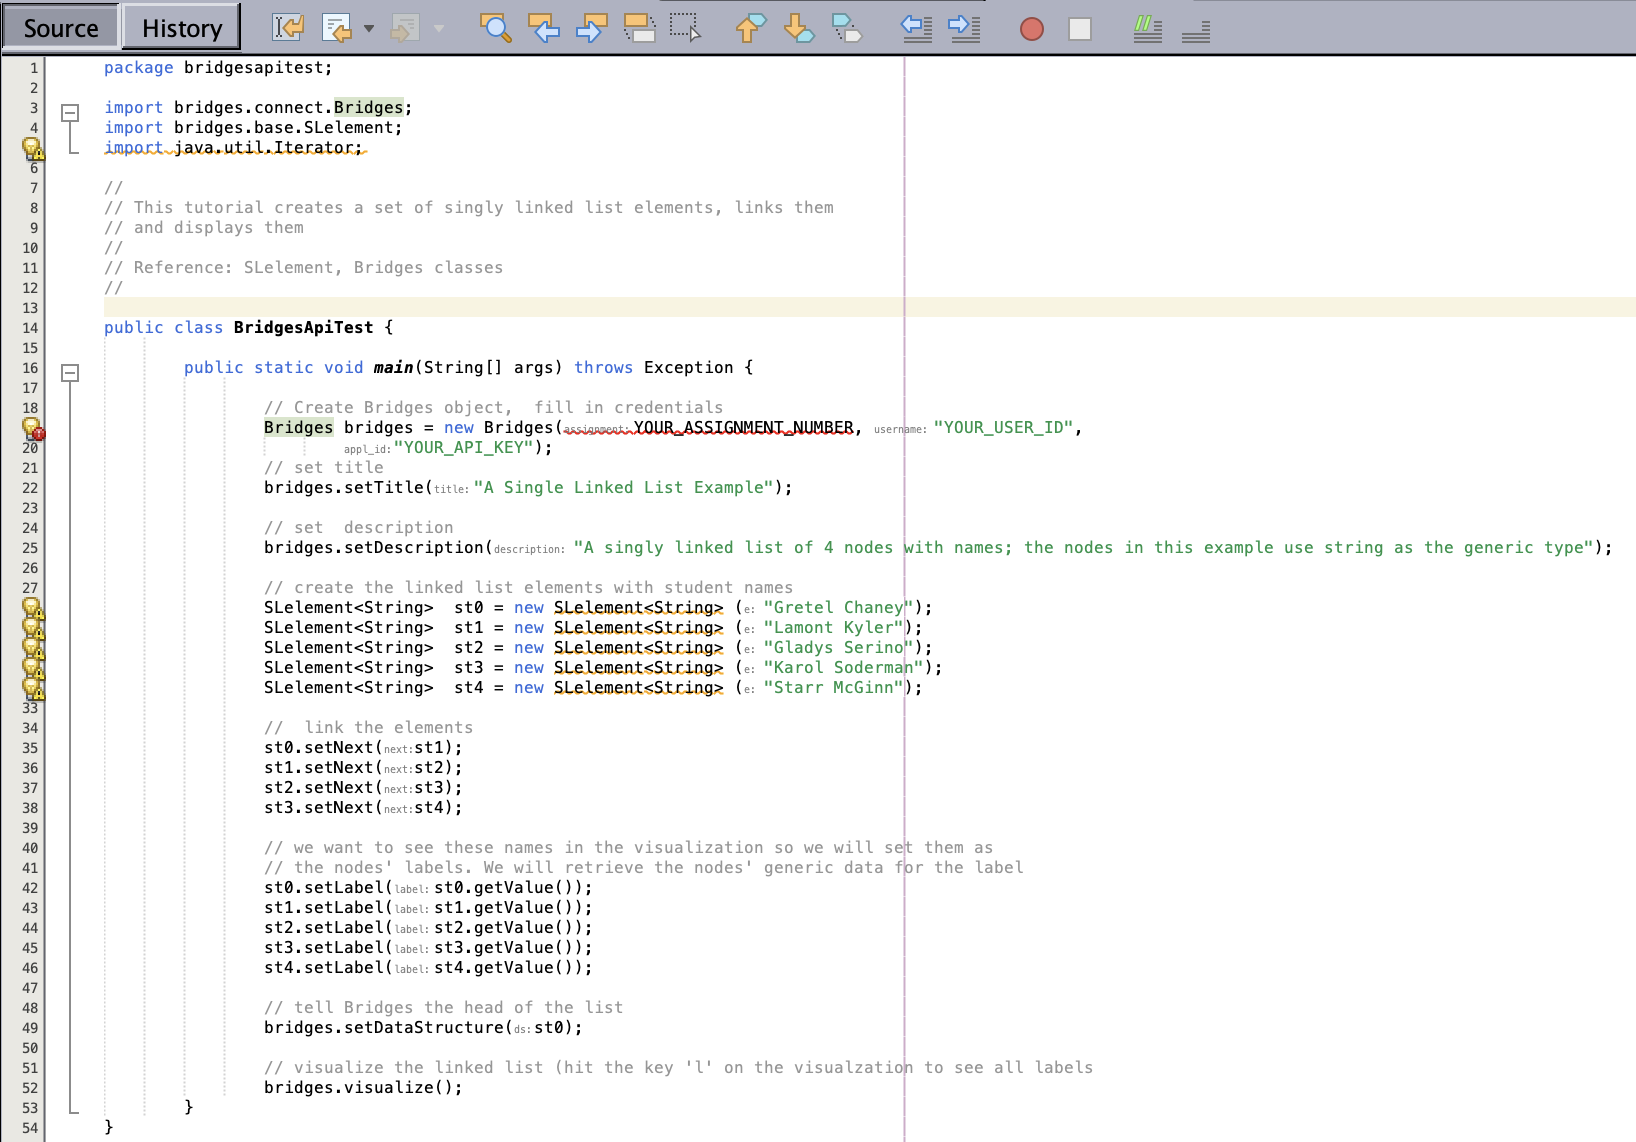 Source History
1 package bridgesapitest;
2
3 import bridges.connect.Bridges;
4 import bridges.base.SLelement;
import java.util.Iterator;
6
7 //
8 // This tutorial creates a set of singly linked list elements, links them
9 // and displays them
10 //
11 // Reference: SLelement, Bridges classes
12 //
13
14 public class BridgesApiTest {
15
16 public static void main(String[] args) throws Exception {
17
18 // Create Bridges object,  fill in credentials
Bridges bridges = new Bridges(assignment: YOUR_ASSIGNMENT_NUMBER, username: "YOUR_USER_ID",
20 appl_id: "YOUR_API_KEY");
21 // set title
22 bridges.setTitle(title: "A Single Linked List Example");
23
24 // set  description
25 bridges.setDescription(description: "A singly linked list of 4 nodes with names; the nodes in this example use string as the generic type");
26
27 // create the linked list elements with student names
SLelement<String>  st0 = new SLelement<String> (e: "Gretel Chaney");
SLelement<String>  st1 = new SLelement<String> (e: "Lamont Kyler");
SLelement<String>  st2 = new SLelement<String> (e: "Gladys Serino");
SLelement<String>  st3 = new SLelement<String> (e: "Karol Soderman");
SLelement<String>  st4 = new SLelement<String> (e: "Starr McGinn");
33
34 //  link the elements
35 st0.setNext(next: st1);
36 st1.setNext(next: st2);
37 st2.setNext(next: st3);
38 st3.setNext(next: st4);
39
40 // we want to see these names in the visualization so we will set them as
41 // the nodes' labels. We will retrieve the nodes' generic data for the label
42 st0.setLabel(label: st0.getValue());
43 st1.setLabel(label: st1.getValue());
44 st2.setLabel(label: st2.getValue());
45 st3.setLabel(label: st3.getValue());
46 st4.setLabel(label: st4.getValue());
47
48 // tell Bridges the head of the list
49 bridges.setDataStructure(ds: st0);
50
51 // visualize the linked list (hit the key 'l' on the visualzation to see all labels
52 bridges.visualize();
53 }
54 }